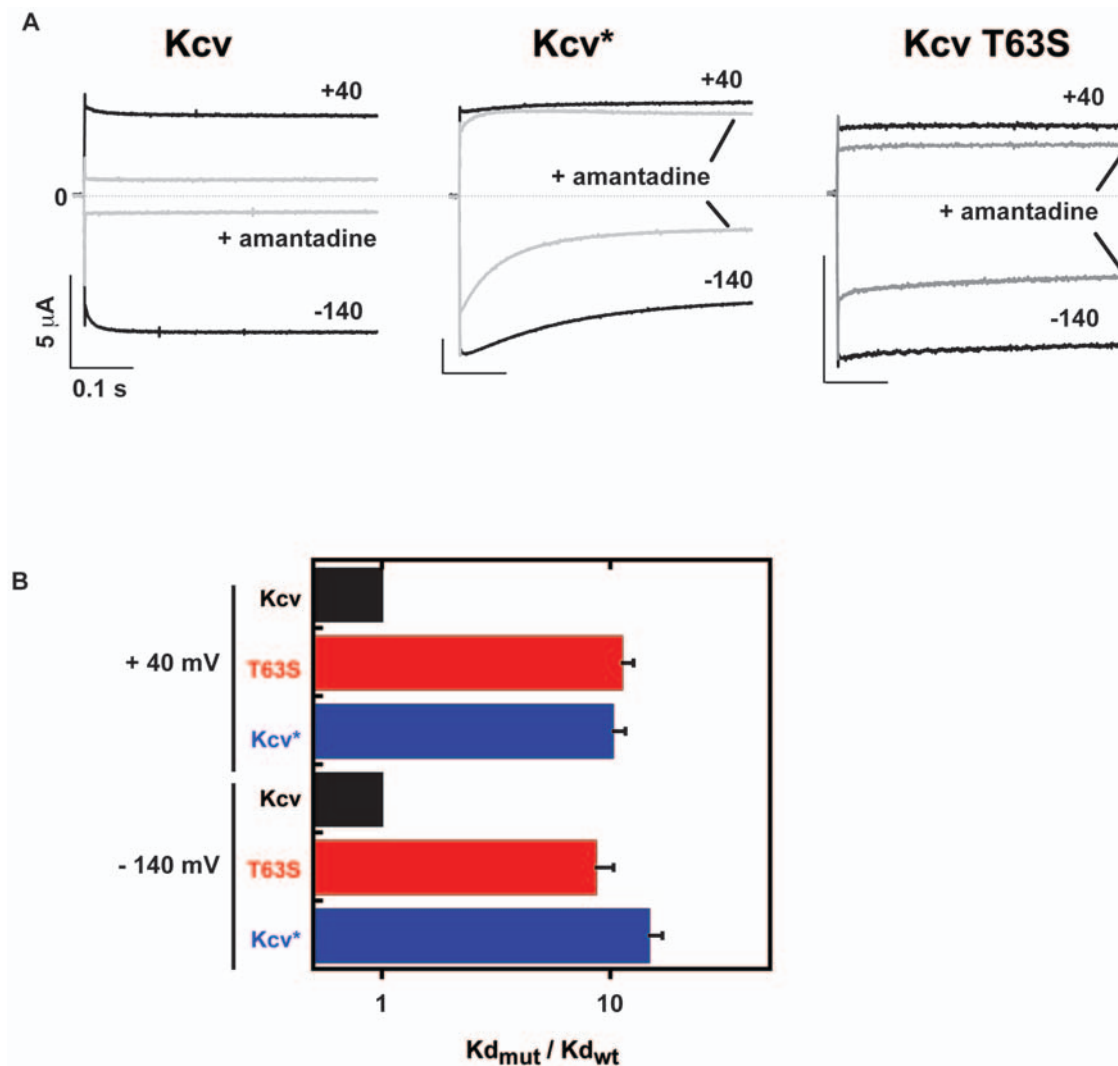 A
Kcv
Kcv*
Kcv T63S
+40
+40
+40
+ amantadine
0
+ amantadine
+ amantadine
-140
-140
-140
5 μA
0.1 s
B
Kcv
+ 40 mV
T63S
Kcv*
Kcv
- 140 mV
T63S
Kcv*
1
10
Kdmut / Kdwt